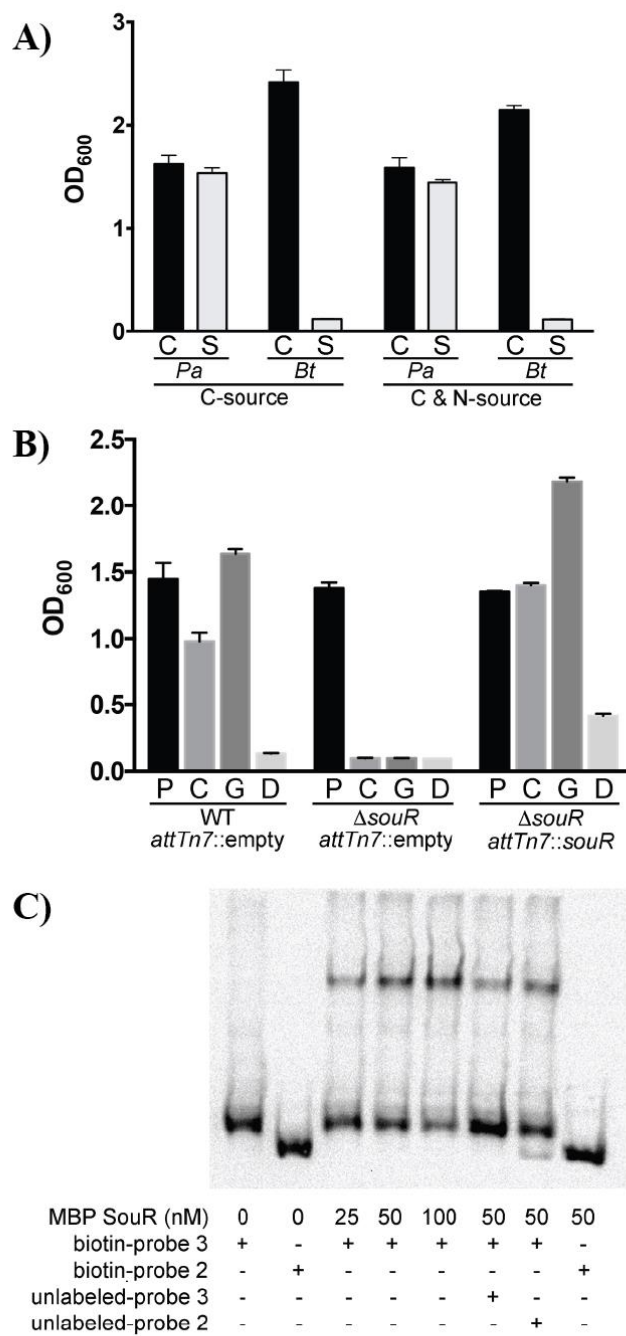 A)
OD600
3
2
1
0
C S C S C S C S
Pa Bt Pa Bt
C-source C & N-source
B)
OD600
2.5
2.0
1.5
1.0
0.5
0.0
P C G D P C G D P C G D
WT ΔsouR ΔsouR
attTn7::empty attTn7::empty attTn7::souR
C)
MBP SouR (nM) 0 0 25 50 100 50 50 50
biotin-probe 3 + - + + + + + -
biotin-probe 2 - + - - - - - +
unlabeled-probe 3 - - - - - + - -
unlabeled-probe 2 - - - - - - + -